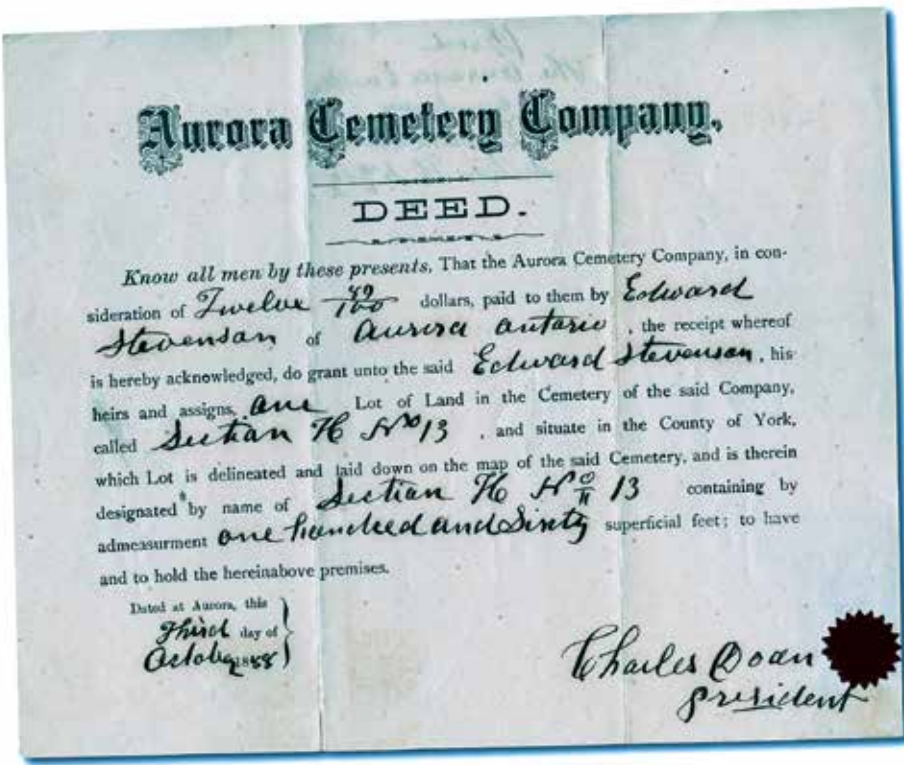 Aurora Cemetery Company,
DEED.
Know all men by these presents, That the Aurora Cemetery Company, in con-
sideration of Twelve 80/100 dollars, paid to them by Edward
Stevenson of Aurora Ontario, the receipt whereof
is hereby acknowledged, do grant unto the said Edward Stevenson, his
heirs and assigns, one Lot of Land in the Cemetery of the said Company,
called Section H No 13, and situate in the County of York,
which Lot is delineated and laid down on the map of the said Cemetery, and is therein
designated by name of Section H No 13 containing by
admeasurment one hundred and Sixty superficial feet; to have
and to hold the hereinabove premises.
Dated at Aurora, this
Third day of
October 1888
Charles Doan
President